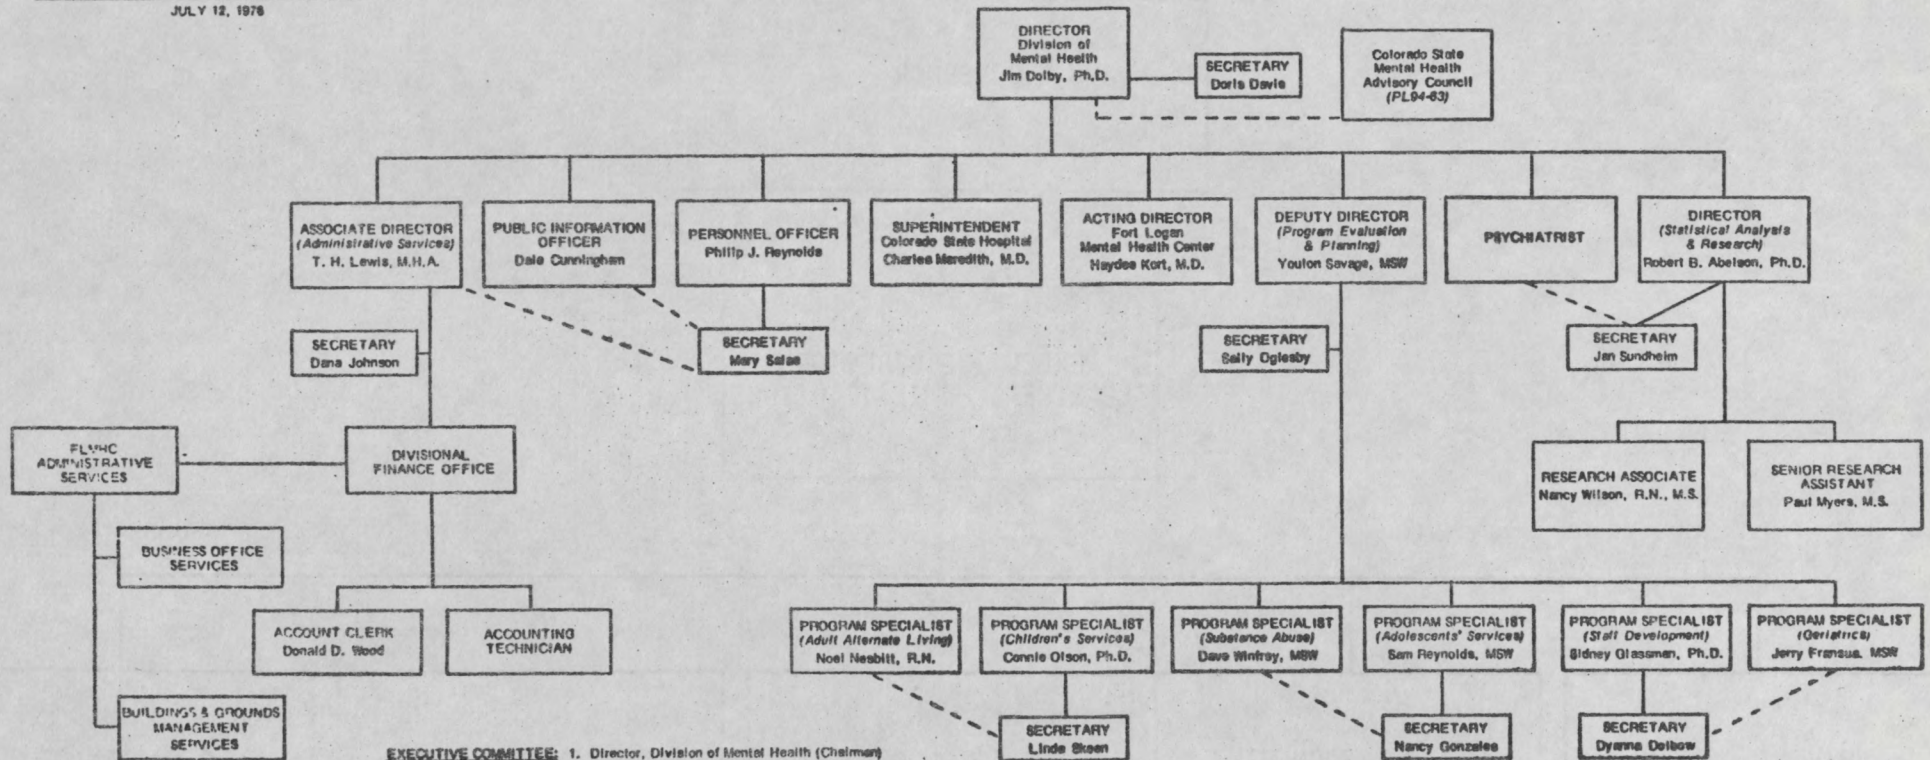 JULY 12, 1976
DIRECTOR
Division of
Mental Health
Jim Dolby, Ph.D.
SECRETARY
Doris Davis
Colorado State
Mental Health
Advisory Council
(PL94-63)
ASSOCIATE DIRECTOR
(Administrative Services)
T. H. Lewis, M.H.A.
PUBLIC INFORMATION
OFFICER
Dale Cunningham
PERSONNEL OFFICER
Philip J. Reynolds
SUPERINTENDENT
Colorado State Hospital
Charles Meredith, M.D.
ACTING DIRECTOR
Fort Logan
Mental Health Center
Haydee Kort, M.D.
DEPUTY DIRECTOR
(Program Evaluation
& Planning)
Youlon Savage, MSW
PSYCHIATRIST
DIRECTOR
(Statistical Analysis
& Research)
Robert B. Abelson, Ph.D.
SECRETARY
Dana Johnson
SECRETARY
Mary Salas
SECRETARY
Sally Oglesby
SECRETARY
Jan Sundheim
FLMHC
ADMINISTRATIVE
SERVICES
DIVISIONAL
FINANCE OFFICE
RESEARCH ASSOCIATE
Nancy Wilson, R.N., M.S.
SENIOR RESEARCH
ASSISTANT
Paul Myers, M.S.
BUSINESS OFFICE
SERVICES
ACCOUNT CLERK
Donald D. Wood
ACCOUNTING
TECHNICIAN
PROGRAM SPECIALIST
(Adult Alternate Living)
Noel Nesbitt, R.N.
PROGRAM SPECIALIST
(Children's Services)
Connie Olson, Ph.D.
PROGRAM SPECIALIST
(Substance Abuse)
Dave Winfrey, MSW
PROGRAM SPECIALIST
(Adolescents' Services)
Sam Reynolds, MSW
PROGRAM SPECIALIST
(Staff Development)
Sidney Glassman, Ph.D.
PROGRAM SPECIALIST
(Geriatrics)
Jerry Fransua, MSW
BUILDINGS & GROUNDS
MANAGEMENT
SERVICES
SECRETARY
Linda Skeen
SECRETARY
Nancy Gonzales
SECRETARY
Dyanna Delbow
EXECUTIVE COMMITTEE: 1. Director, Division of Mental Health (Chairman)